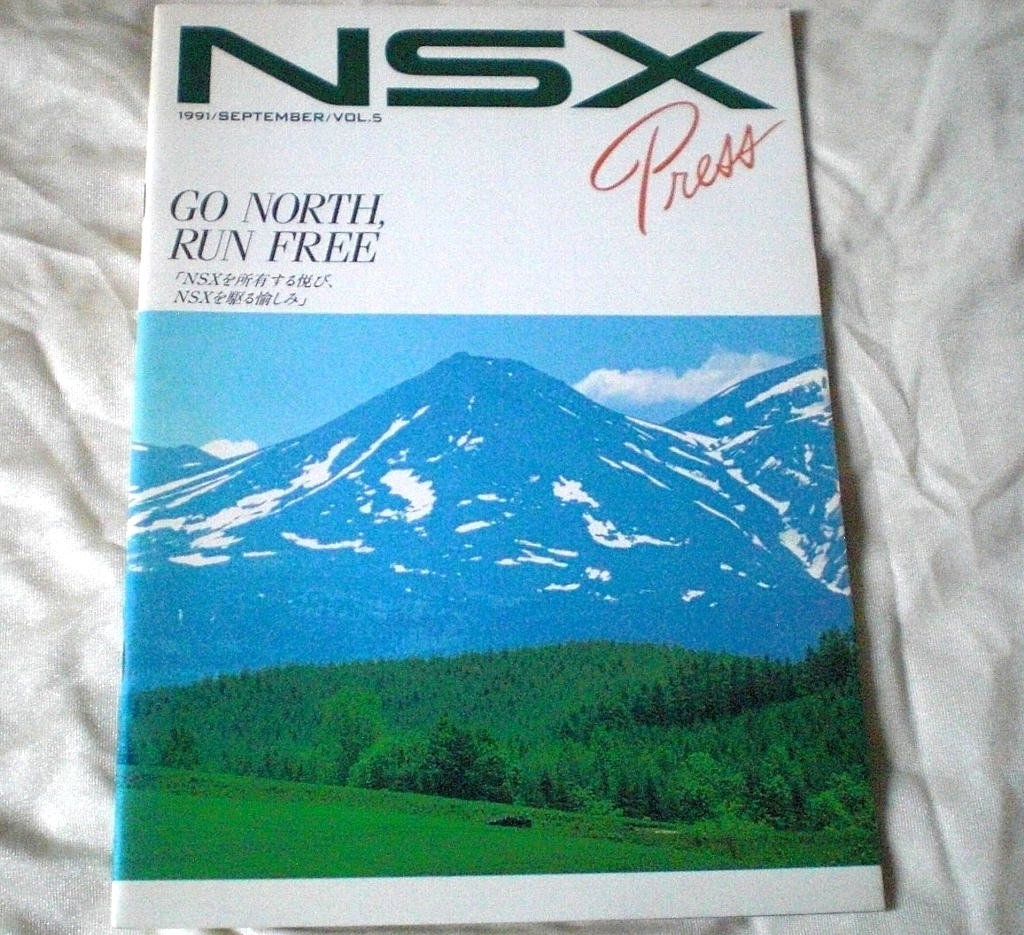 NSX
1991/SEPTEMBER/VOL.5
Press
GO NORTH,
RUN FREE
「NSXを所有する悦び、
NSXを駆る愉しみ」